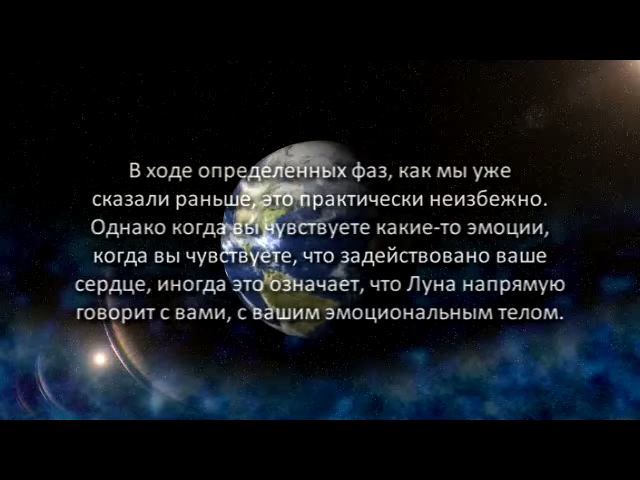 В ходе определенных фаз, как мы уже
сказали раньше, это практически неизбежно.
Однако когда вы чувствуете какие-то эмоции,
когда вы чувствуете, что задействовано ваше
сердце, иногда это означает, что Луна напрямую
говорит с вами, с вашим эмоциональным телом.